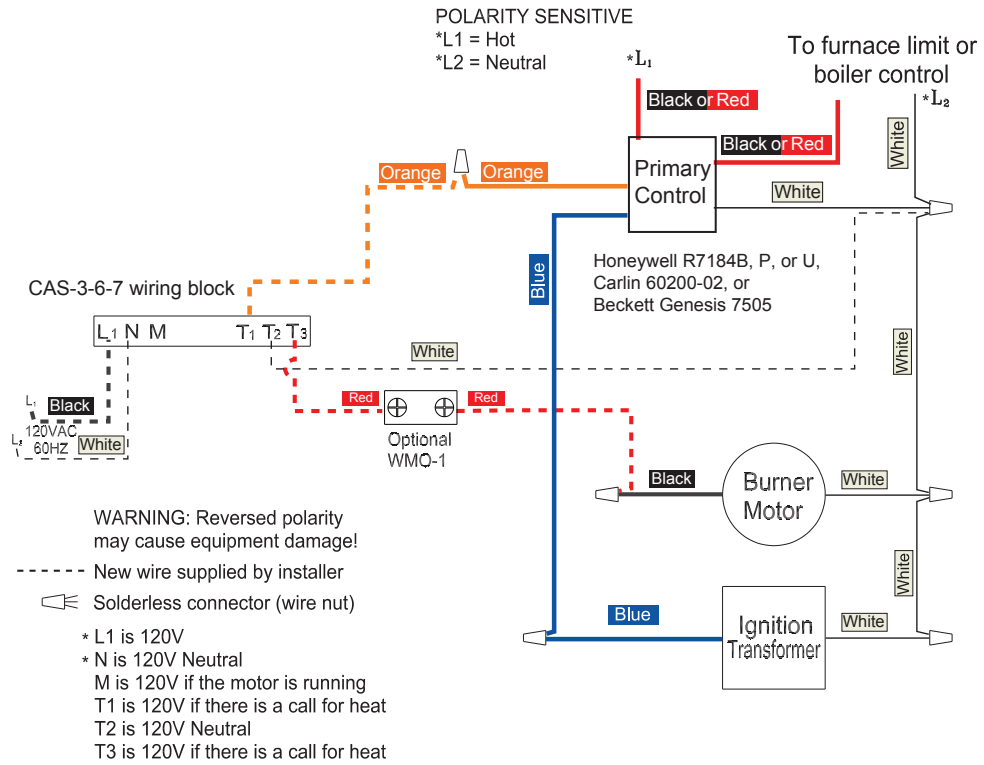 POLARITY SENSITIVE
*L1 = Hot
*L2 = Neutral
*L₁
To furnace limit or
boiler control
*L₂
Black or Red
Black or Red
White
Orange
Orange
Primary
Control
White
Blue
Honeywell R7184B, P, or U,
Carlin 60200-02, or
Beckett Genesis 7505
CAS-3-6-7 wiring block
L1 N M T1 T2 T3
White
White
Red
Red
L₁
Black
120VAC
60HZ
L₂
White
Optional
WMO-1
Black
Burner
Motor
White
WARNING: Reversed polarity
may cause equipment damage!
New wire supplied by installer
Solderless connector (wire nut)
White
Blue
Ignition
Transformer
White
* L1 is 120V
* N is 120V Neutral
M is 120V if the motor is running
T1 is 120V if there is a call for heat
T2 is 120V Neutral
T3 is 120V if there is a call for heat